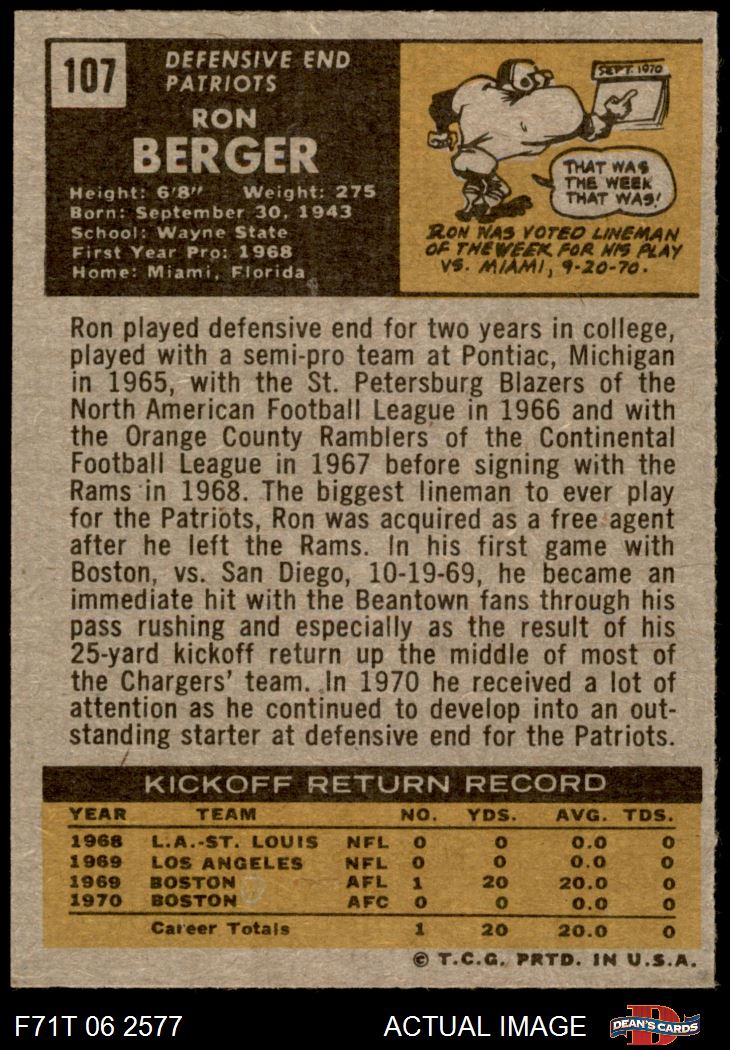 107
DEFENSIVE END
PATRIOTS
RON
BERGER
Height: 6'8" Weight: 275
Born: September 30, 1943
School: Wayne State
First Year Pro: 1968
Home: Miami, Florida
SEPT. 1970
THAT WAS
THE WEEK
THAT WAS!
RON WAS VOTED LINEMAN
OF THE WEEK FOR HIS PLAY
VS. MIAMI, 9-20-70.
Ron played defensive end for two years in college,
played with a semi-pro team at Pontiac, Michigan
in 1965, with the St. Petersburg Blazers of the
North American Football League in 1966 and with
the Orange County Ramblers of the Continental
Football League in 1967 before signing with the
Rams in 1968. The biggest lineman to ever play
for the Patriots, Ron was acquired as a free agent
after he left the Rams. In his first game with
Boston, vs. San Diego, 10-19-69, he became an
immediate hit with the Beantown fans through his
pass rushing and especially as the result of his
25-yard kickoff return up the middle of most of
the Chargers' team. In 1970 he received a lot of
attention as he continued to develop into an out-
standing starter at defensive end for the Patriots.
KICKOFF RETURN RECORD
YEAR TEAM NO. YDS. AVG. TDS.
1968 L.A.-ST. LOUIS NFL 0 0 0.0 0
1969 LOS ANGELES NFL 0 0 0.0 0
1969 BOSTON AFL 1 20 20.0 0
1970 BOSTON AFC 0 0 0.0 0
Career Totals 1 20 20.0 0
© T.C.G. PRTD. IN U.S.A.
F71T 06 2577 ACTUAL IMAGE D DEAN'S CARDS